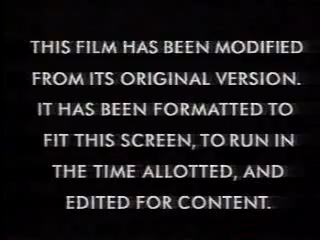 THIS FILM HAS BEEN MODIFIED
FROM ITS ORIGINAL VERSION.
IT HAS BEEN FORMATTED TO
FIT THIS SCREEN, TO RUN IN
THE TIME ALLOTTED, AND
EDITED FOR CONTENT.